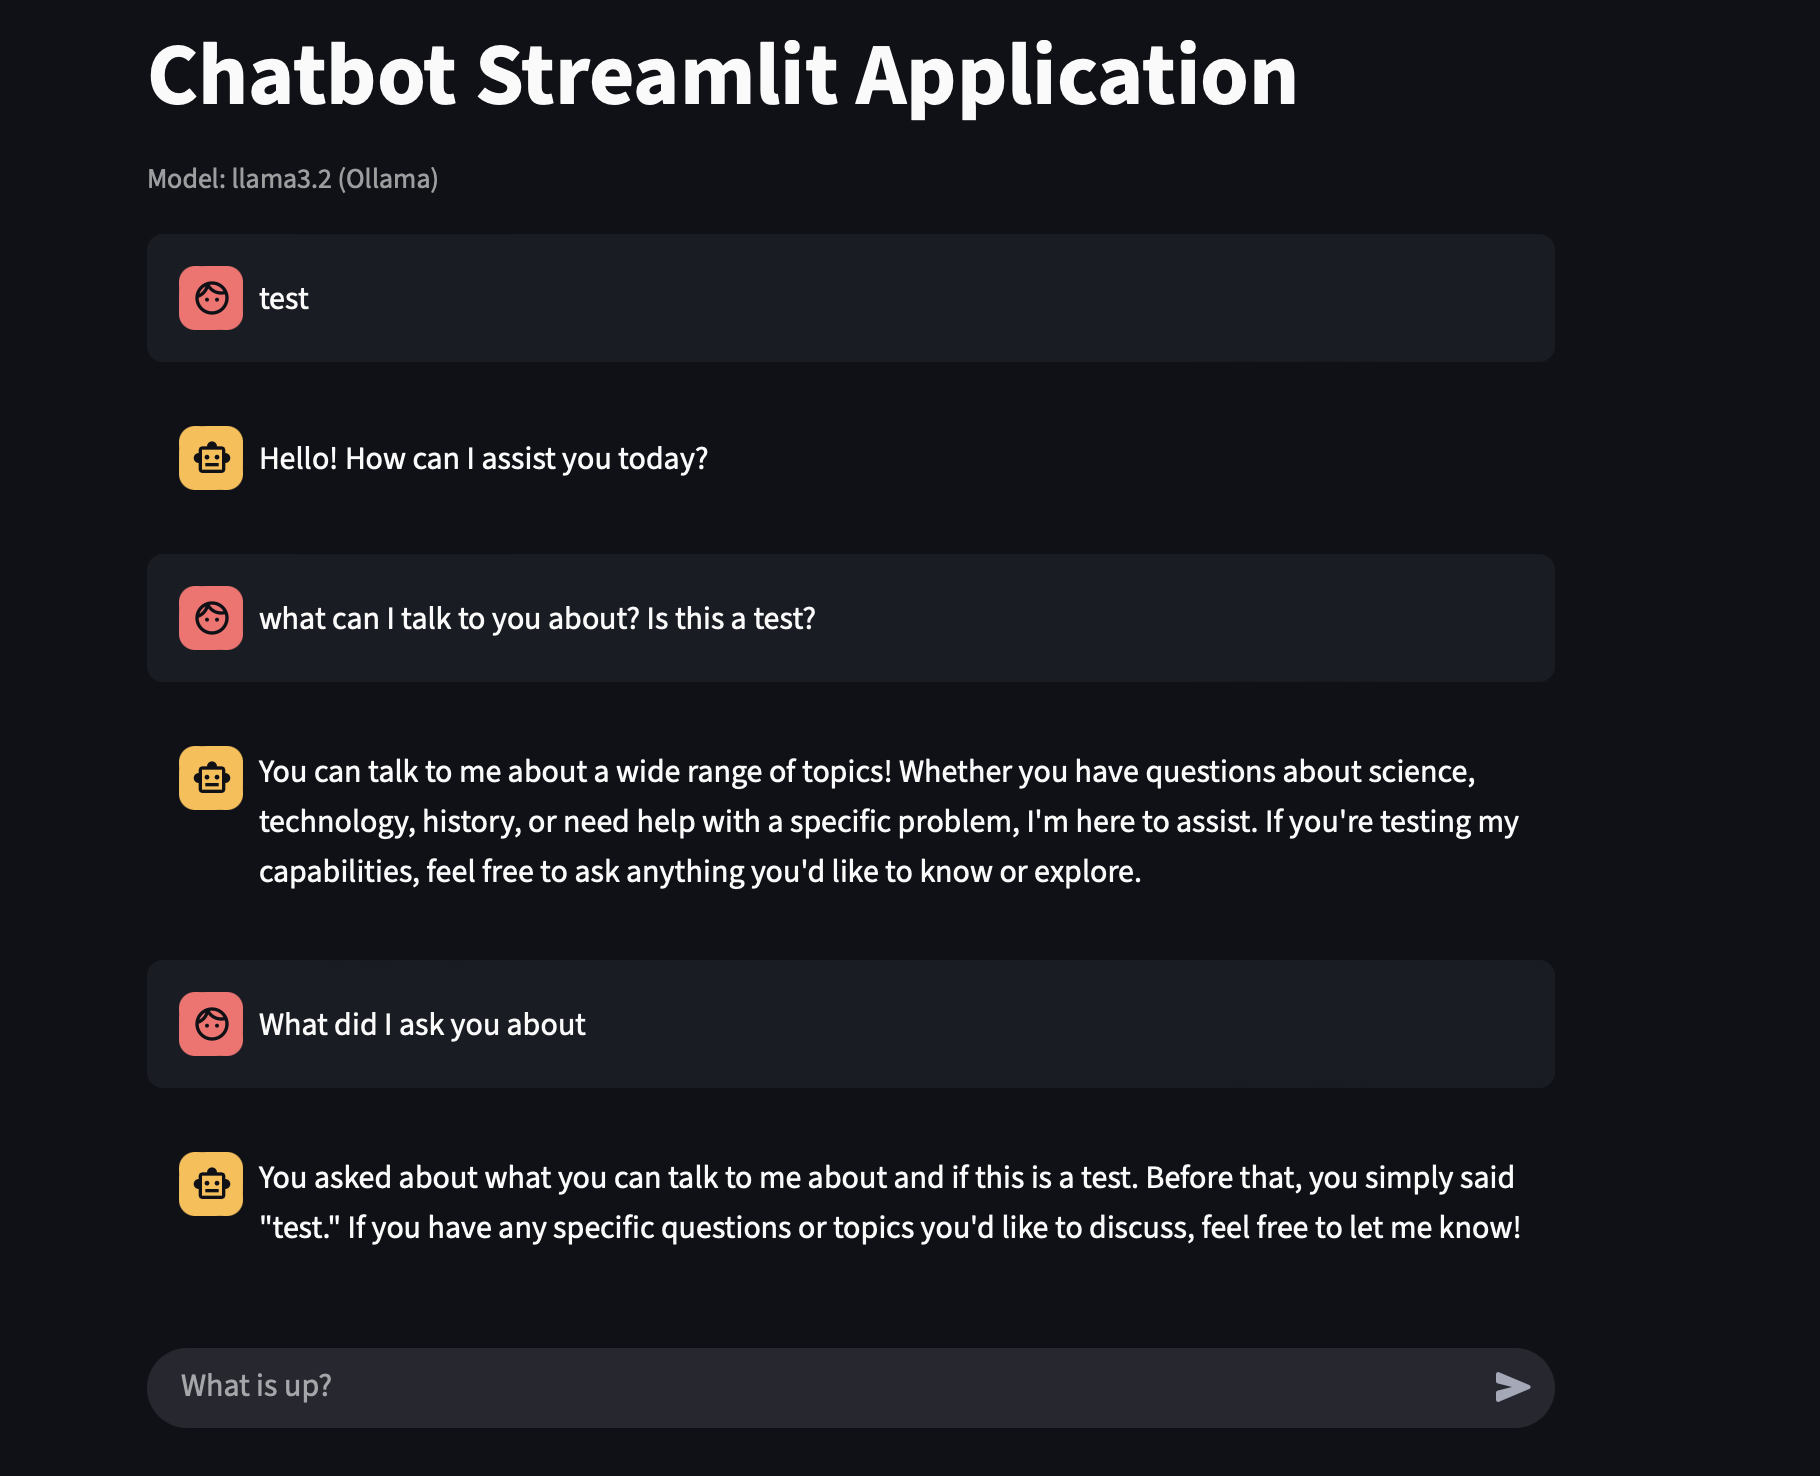 Chatbot Streamlit Application
Model: llama3.2 (Ollama)
test
Hello! How can I assist you today?
what can I talk to you about? Is this a test?
You can talk to me about a wide range of topics! Whether you have questions about science,
technology, history, or need help with a specific problem, I'm here to assist. If you're testing my
capabilities, feel free to ask anything you'd like to know or explore.
What did I ask you about
You asked about what you can talk to me about and if this is a test. Before that, you simply said
"test." If you have any specific questions or topics you'd like to discuss, feel free to let me know!
What is up?